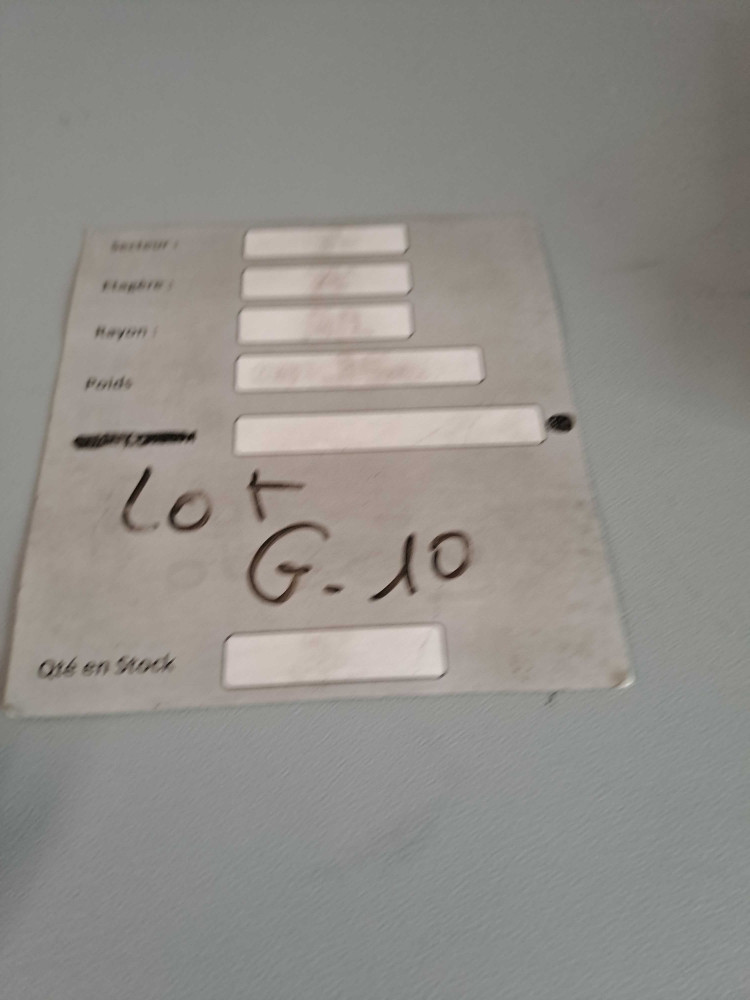 Secteur :
Etagère :
Rayon :
Poids
Lot
G-10
Qté en Stock